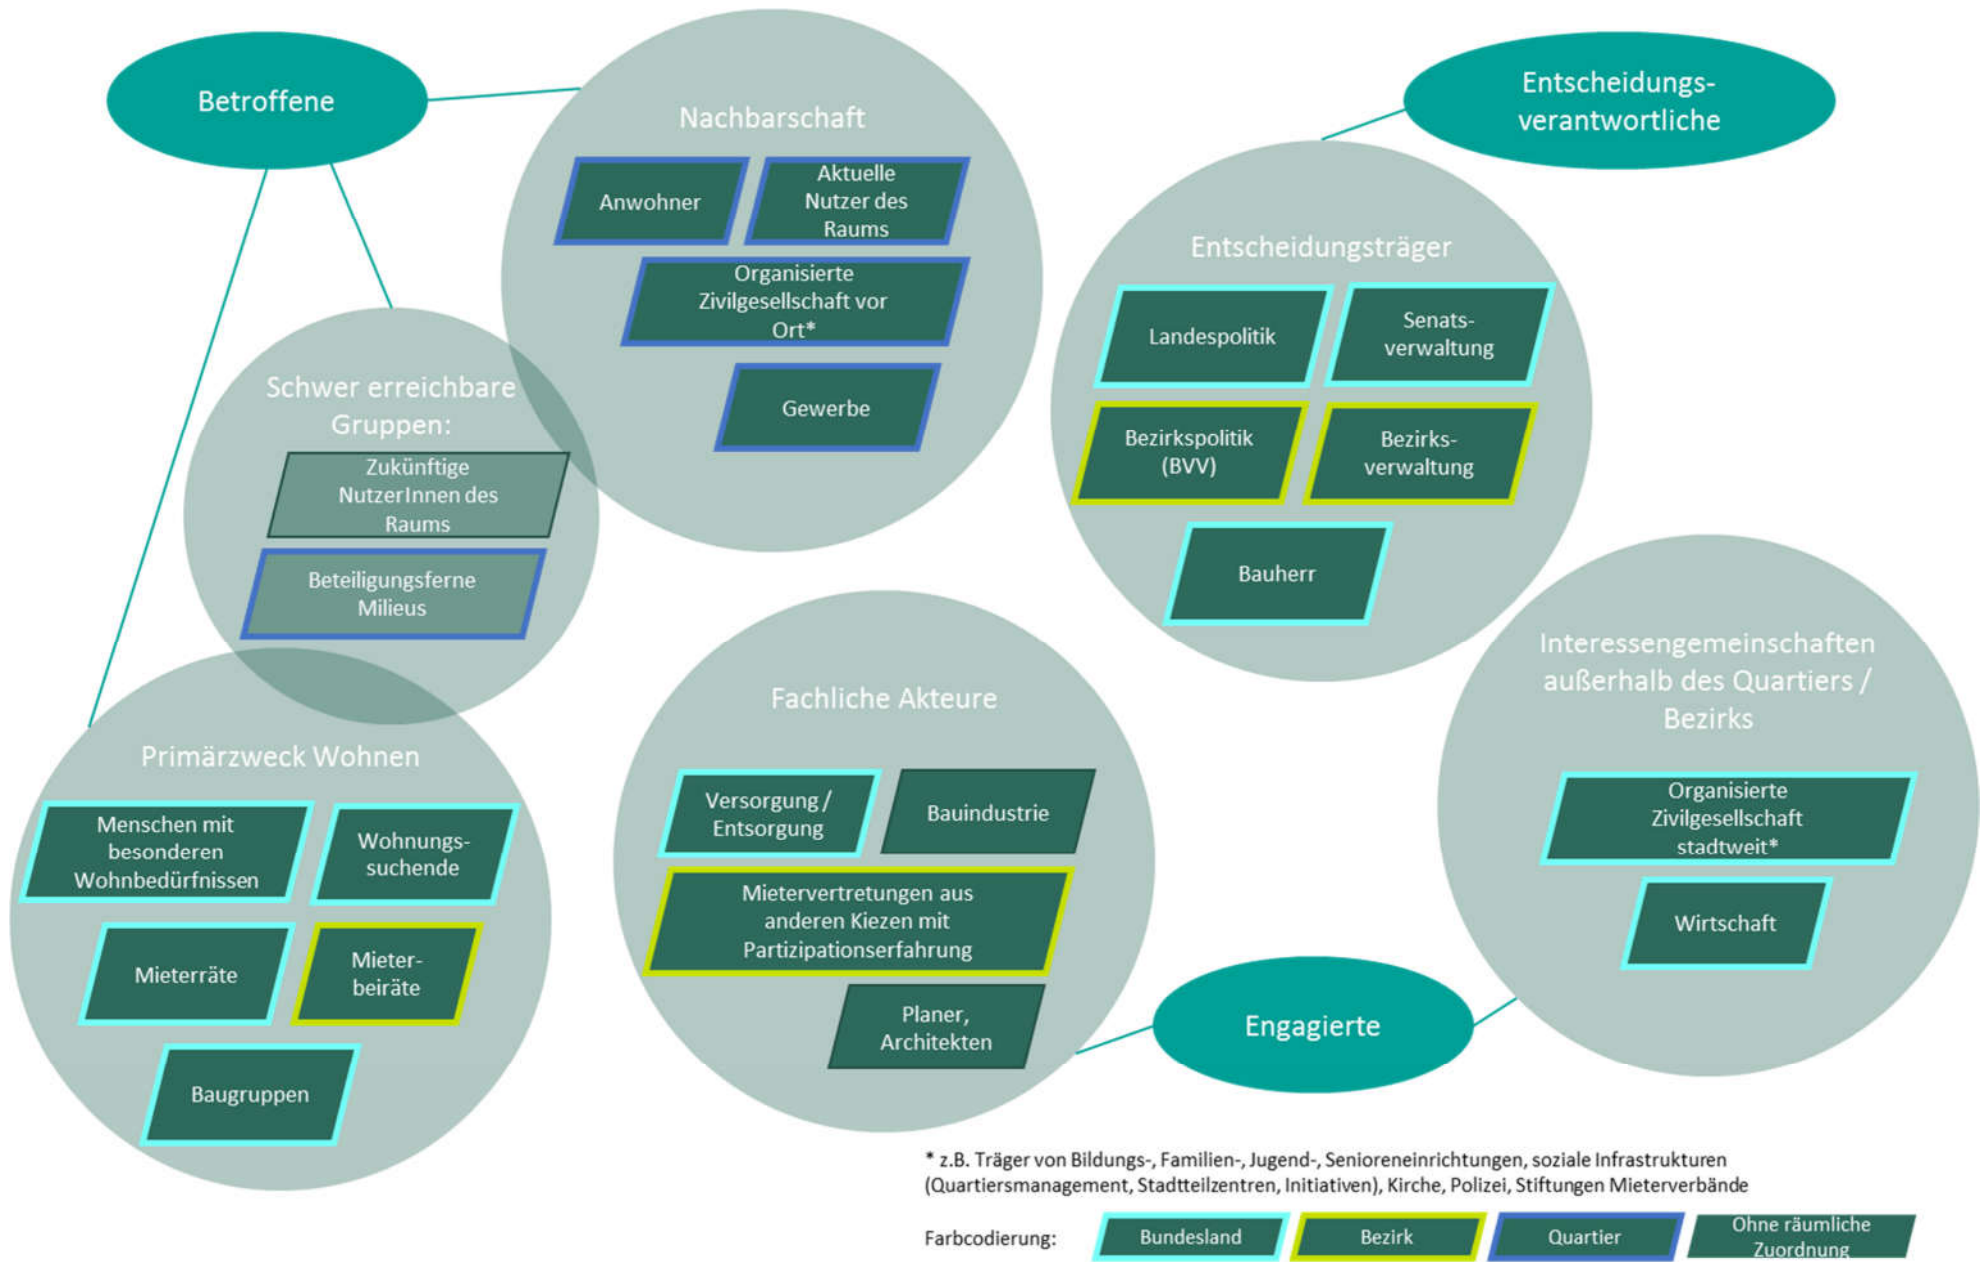 Betroffene
Nachbarschaft
Anwohner
Aktuelle
Nutzer des
Raums
Organisierte
Zivilgesellschaft vor
Ort*
Gewerbe
Entscheidungs-
verantwortliche
Entscheidungsträger
Landespolitik
Senats-
verwaltung
Bezirkspolitik
(BVV)
Bezirks-
verwaltung
Bauherr
Schwer erreichbare
Gruppen:
Zukünftige
NutzerInnen des
Raums
Beteiligungsferne
Milieus
Primärzweck Wohnen
Menschen mit
besonderen
Wohnbedürfnissen
Wohnungs-
suchende
Mieterräte
Mieter-
beiräte
Baugruppen
Fachliche Akteure
Versorgung /
Entsorgung
Bauindustrie
Mietervertretungen aus
anderen Kiezen mit
Partizipationserfahrung
Planer,
Architekten
Interessengemeinschaften
außerhalb des Quartiers /
Bezirks
Organisierte
Zivilgesellschaft
stadtweit*
Wirtschaft
Engagierte
* z.B. Träger von Bildungs-, Familien-, Jugend-, Senioreneinrichtungen, soziale Infrastrukturen
(Quartiersmanagement, Stadtteilzentren, Initiativen), Kirche, Polizei, Stiftungen Mieterverbände
Farbcodierung:
Bundesland
Bezirk
Quartier
Ohne räumliche
Zuordnung